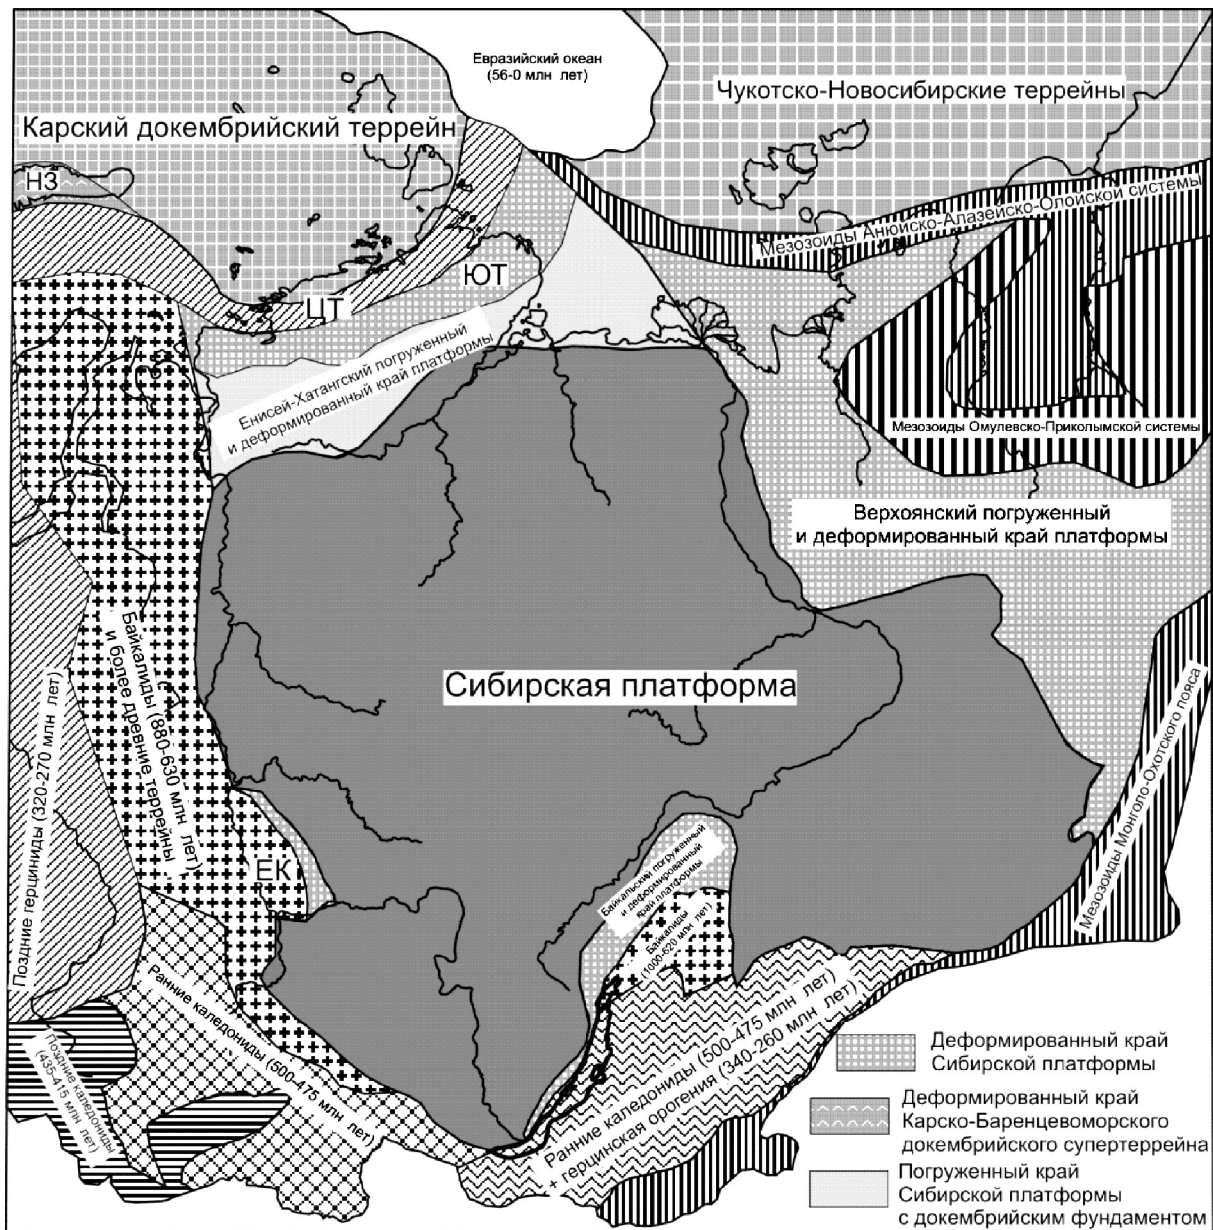 Евразийский океан
(56-0 млн лет)
Чукотско-Новосибирские террейны
Карский докембрийский террейн
НЗ
Мезозоиды Анюйско-Алазейско-Олойской системы
ЮТ
ЦТ
Енисей-Хатангский погруженный
и деформированный край платформы
Мезозоиды Омулевско-Приколымской системы
Верхоянский погруженный
и деформированный край платформы
Байкалиды (880-630 млн лет)
и более древние террейны
Сибирская платформа
Поздние герциниды (320-270 млн лет)
Мезозоиды Монголо-Охотского пояса
ЕК
Байкальский погруженный
и деформированный
край платформы
Байкалиды
(1000-620 млн лет)
Ранние каледониды (500-475 млн лет)
Поздние каледониды
(435-415 млн лет)
Ранние каледониды (500-475 млн лет)
+ герцинская орогения (340-260 млн лет)
Деформированный край
Сибирской платформы
Деформированный край
Карско-Баренцевоморского
докембрийского супертеррейна
Погруженный край
Сибирской платформы
с докембрийским фундаментом